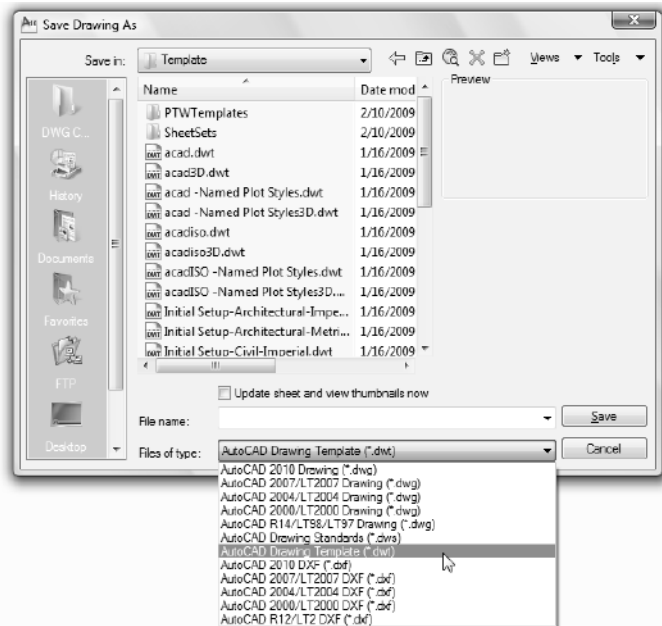 Save Drawing As
Save in:
Template
Views
Tools
DWG C...
History
Documents
Favorites
FTP
Desktop
Name
Date mod
PTWTemplates 2/10/2009
SheetSets 2/10/2009
acad.dwt 1/16/2009
acad3D.dwt 1/16/2009
acad -Named Plot Styles.dwt 1/16/2009
acad -Named Plot Styles3D.dwt 1/16/2009
acadiso.dwt 1/16/2009
acadiso3D.dwt 1/16/2009
acadISO -Named Plot Styles.dwt 1/16/2009
acadISO -Named Plot Styles3D.... 1/16/2009
Initial Setup-Architectural-Impe... 1/16/2009
Initial Setup-Architectural-Metri... 1/16/2009
Initial Setup-Civil-Imperial.dwt 1/16/2009
Preview
Update sheet and view thumbnails now
File name:
Save
Files of type:
AutoCAD Drawing Template (*.dwt)
Cancel
AutoCAD 2010 Drawing (*.dwg)
AutoCAD 2007/LT2007 Drawing (*.dwg)
AutoCAD 2004/LT2004 Drawing (*.dwg)
AutoCAD 2000/LT2000 Drawing (*.dwg)
AutoCAD R14/LT98/LT97 Drawing (*.dwg)
AutoCAD Drawing Standards (*.dws)
AutoCAD Drawing Template (*.dwt)
AutoCAD 2010 DXF (*.dxf)
AutoCAD 2007/LT2007 DXF (*.dxf)
AutoCAD 2004/LT2004 DXF (*.dxf)
AutoCAD 2000/LT2000 DXF (*.dxf)
AutoCAD R12/LT2 DXF (*.dxf)